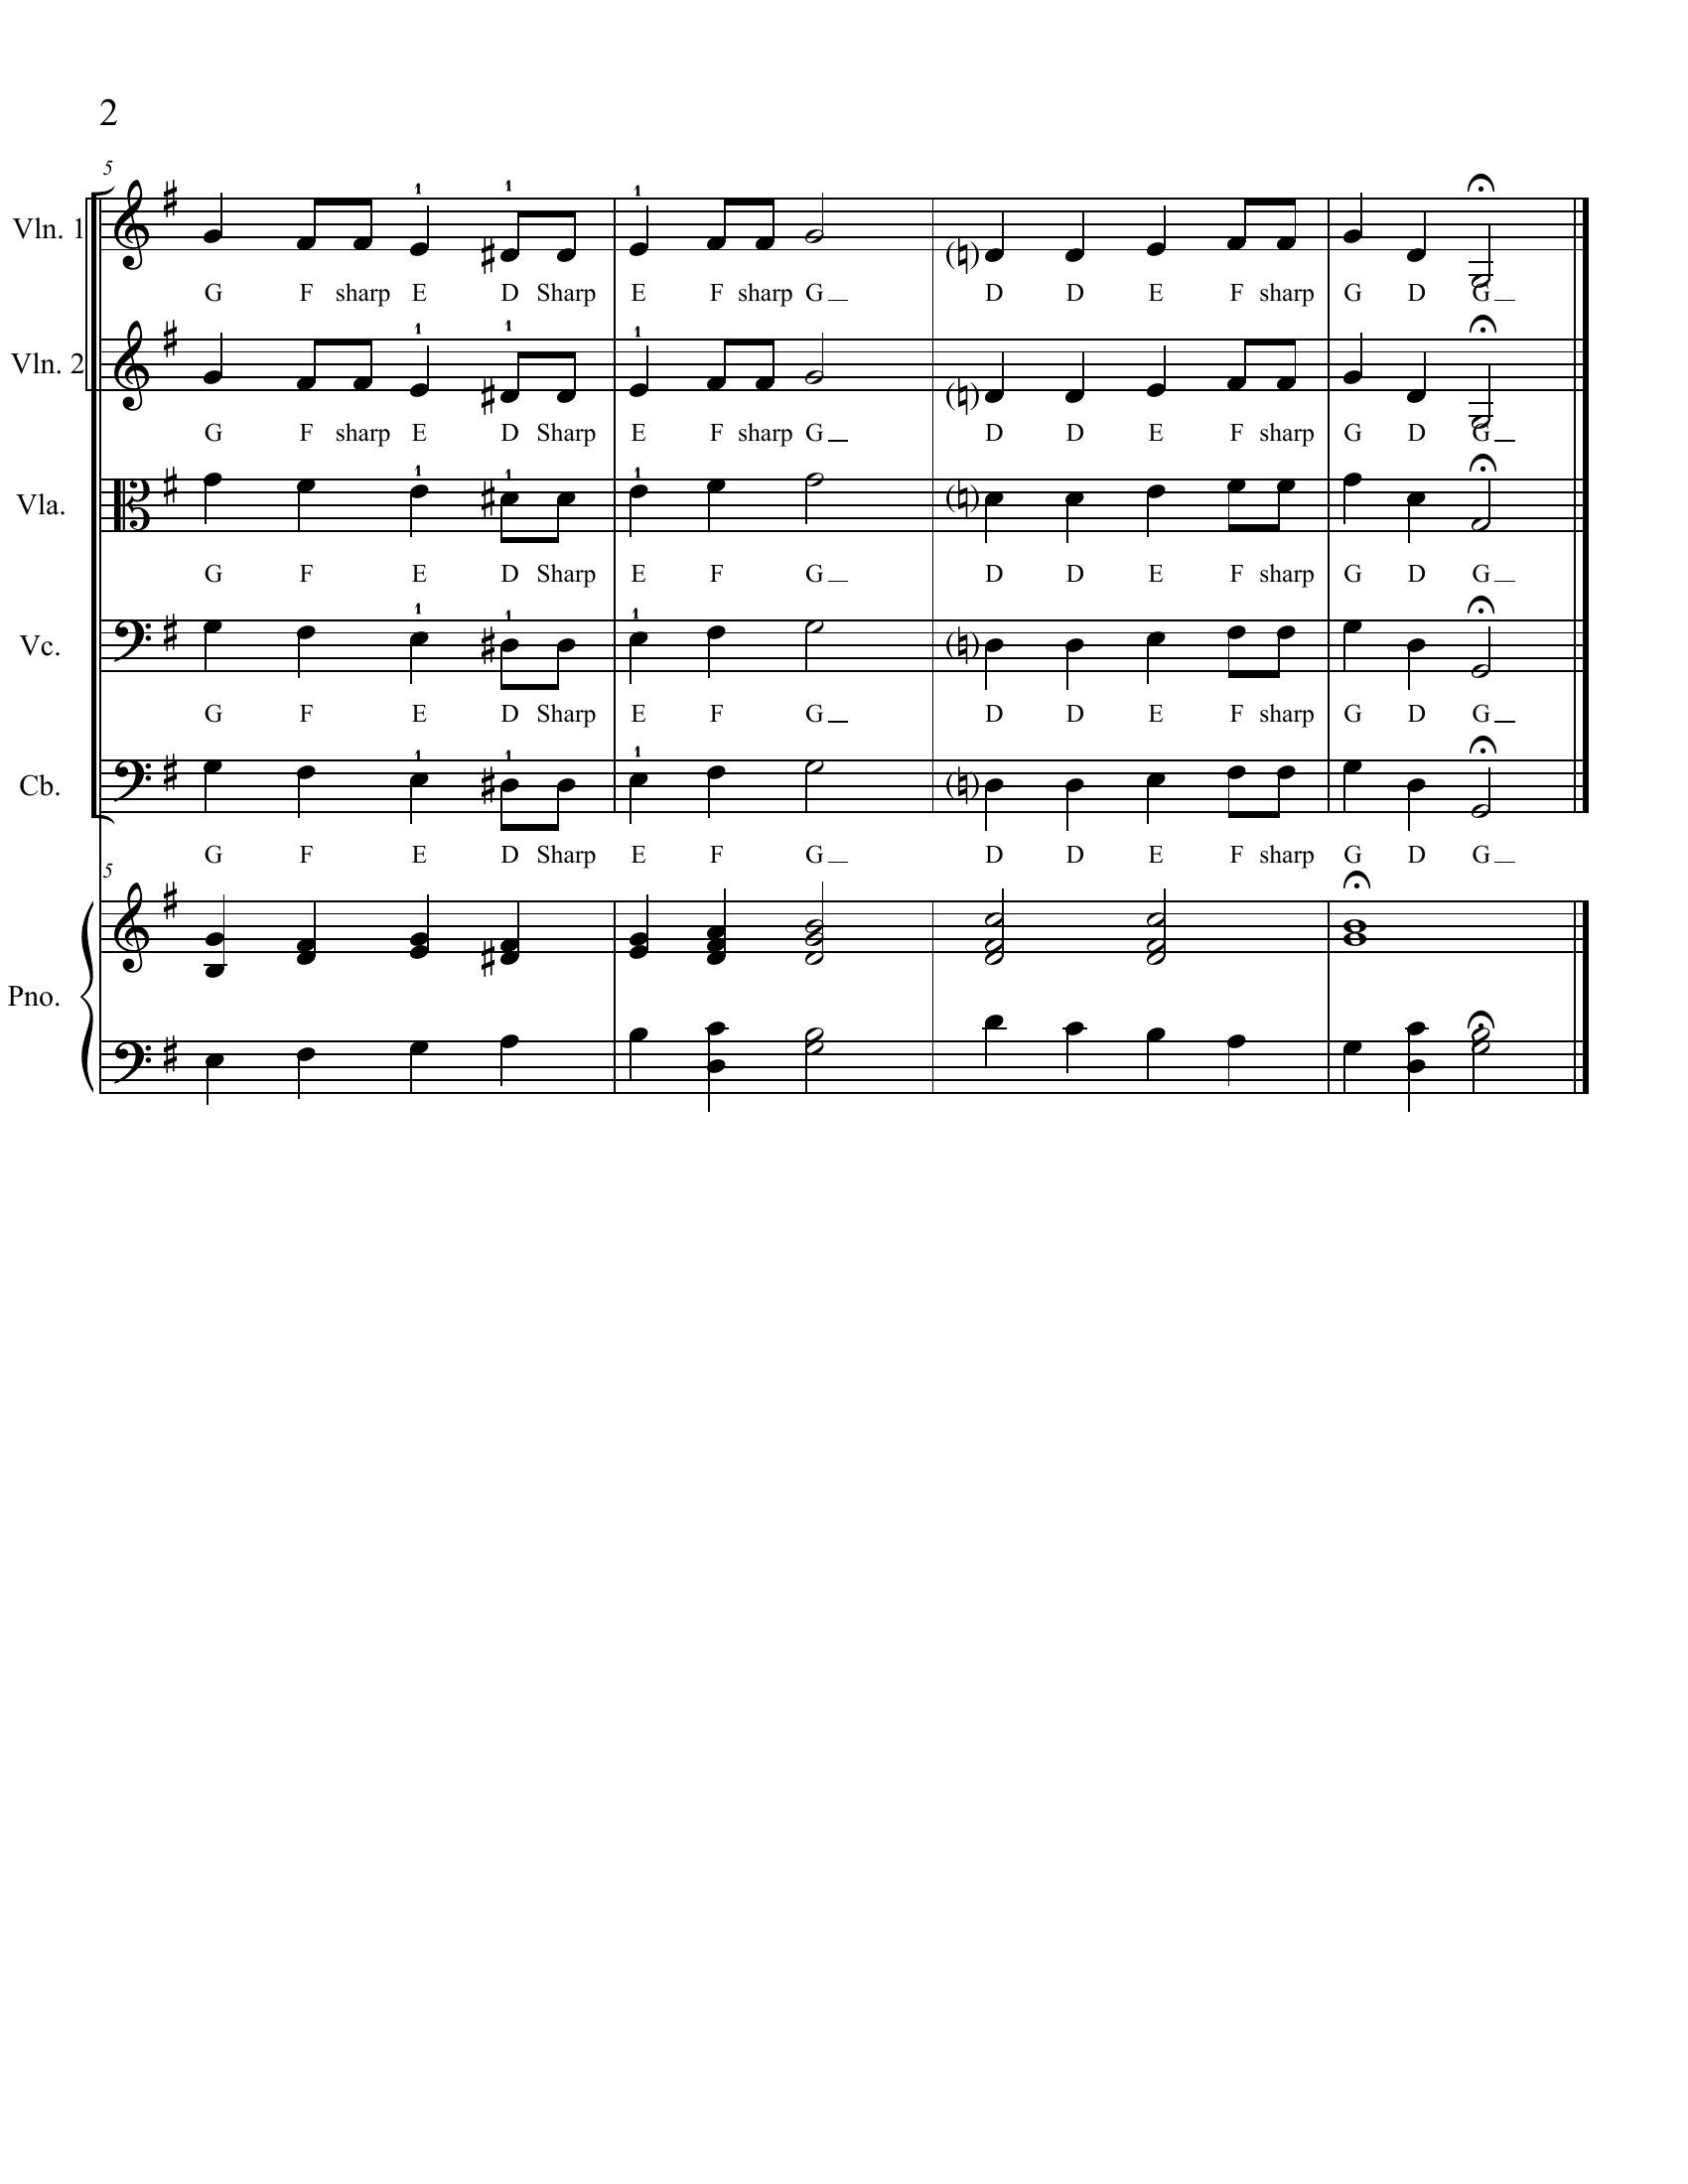 2
5
Vln. 1
1 1 1
G F sharp E D Sharp E F sharp G D D E F sharp G D G
Vln. 2
1 1 1
G F sharp E D Sharp E F sharp G D D E F sharp G D G
Vla.
1 1 1
G F E D Sharp E F G D D E F sharp G D G
Vc.
1 1 1
G F E D Sharp E F G D D E F sharp G D G
Cb.
1 1 1
G F E D Sharp E F G D D E F sharp G D G
5
Pno.